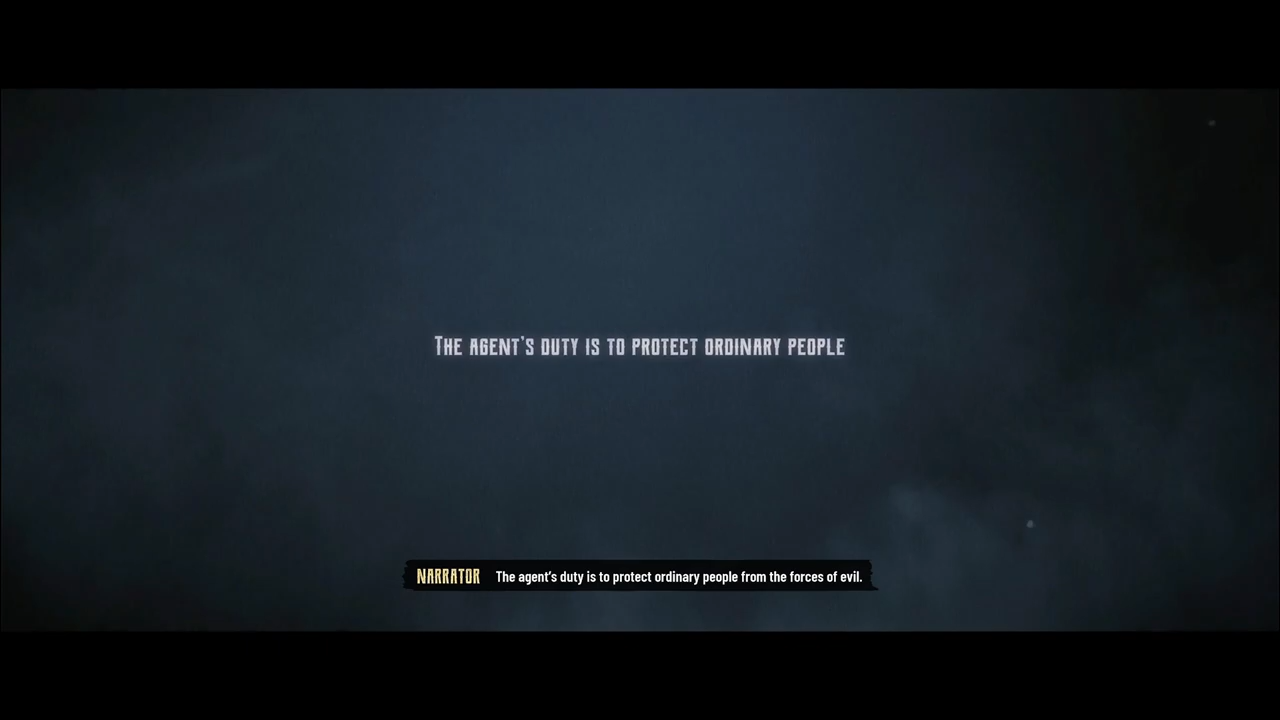 THE AGENT'S DUTY IS TO PROTECT ORDINARY PEOPLE
NARRATOR The agent's duty is to protect ordinary people from the forces of evil.